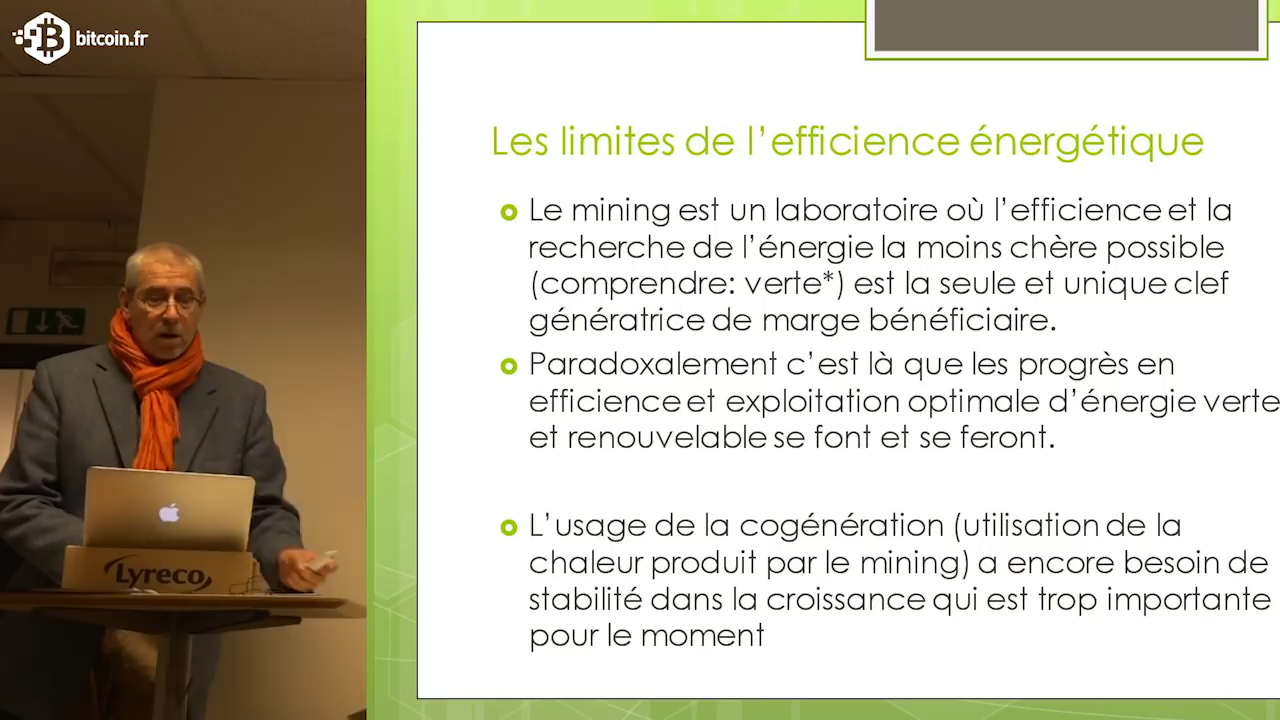 bitcoin.fr
Les limites de l’efficience énergétique
Le mining est un laboratoire où l’efficience et la
recherche de l’énergie la moins chère possible
(comprendre: verte*) est la seule et unique clef
génératrice de marge bénéficiaire.
Paradoxalement c’est là que les progrès en
efficience et exploitation optimale d’énergie verte
et renouvelable se font et se feront.
L’usage de la cogénération (utilisation de la
chaleur produit par le mining) a encore besoin de
stabilité dans la croissance qui est trop importante
pour le moment
Lyreco